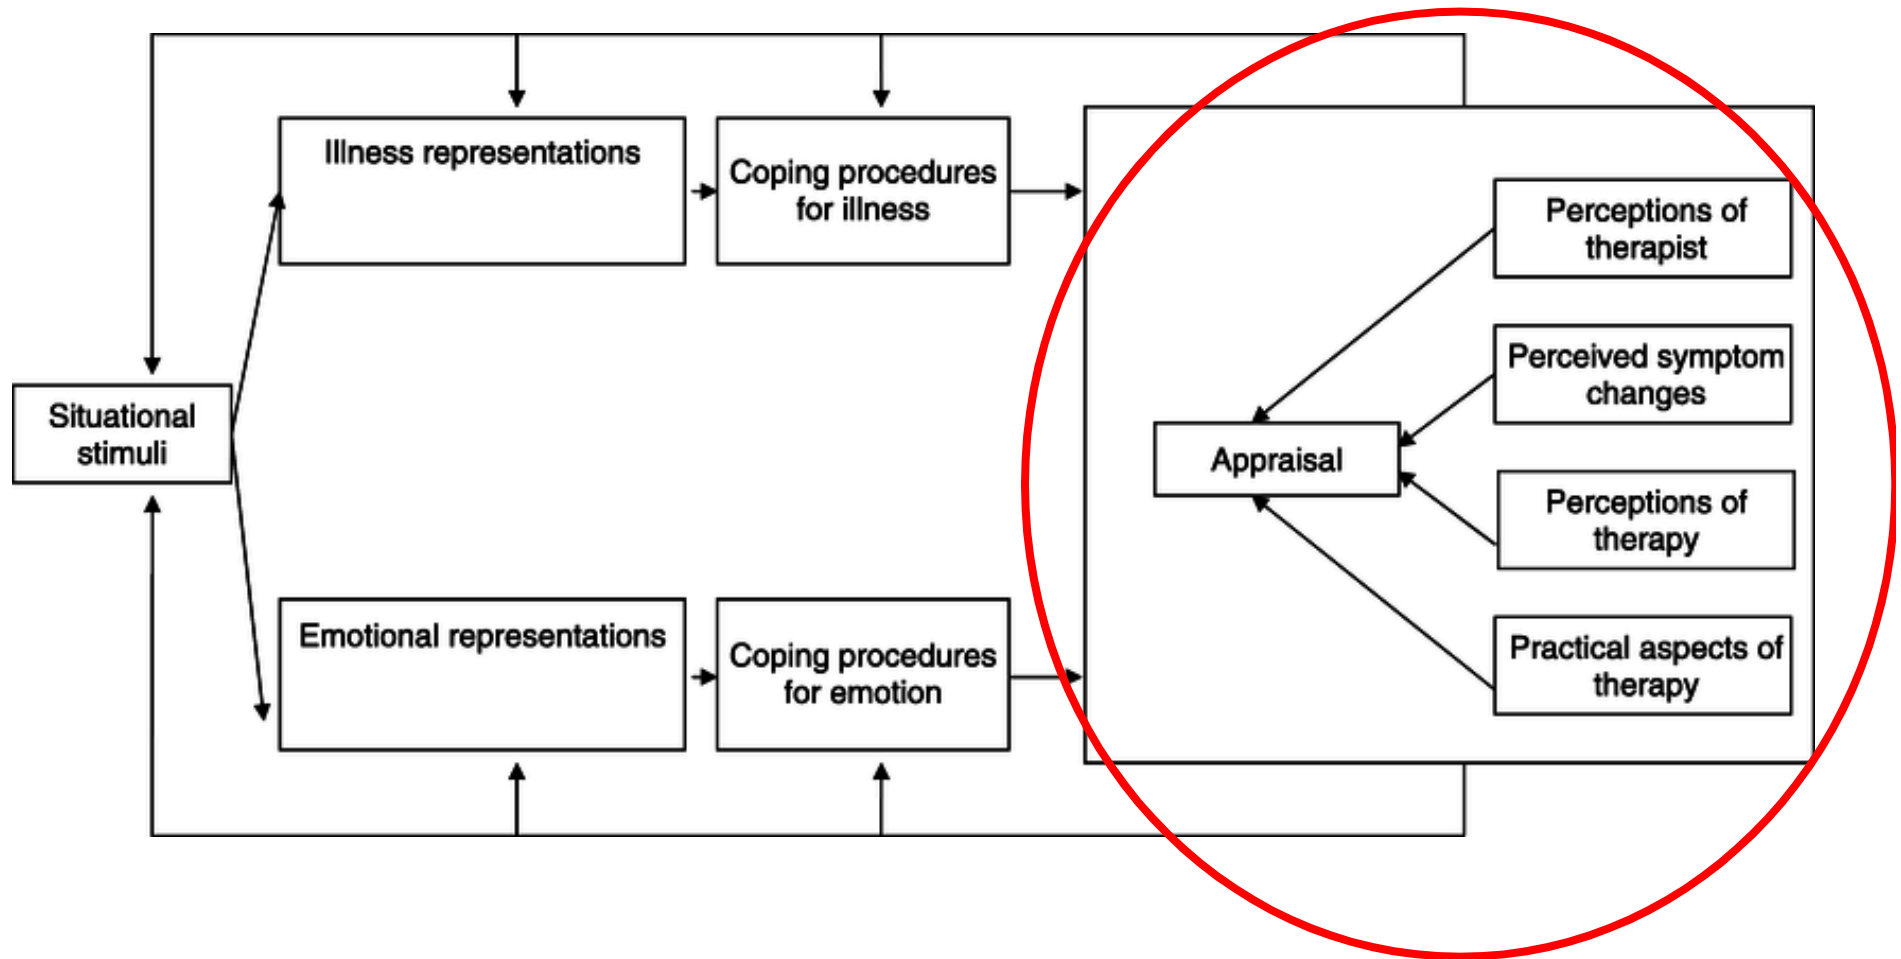 Illness representations
Coping procedures
for illness
Perceptions of
therapist
Perceived symptom
changes
Situational
stimuli
Appraisal
Perceptions of
therapy
Emotional representations
Coping procedures
for emotion
Practical aspects of
therapy